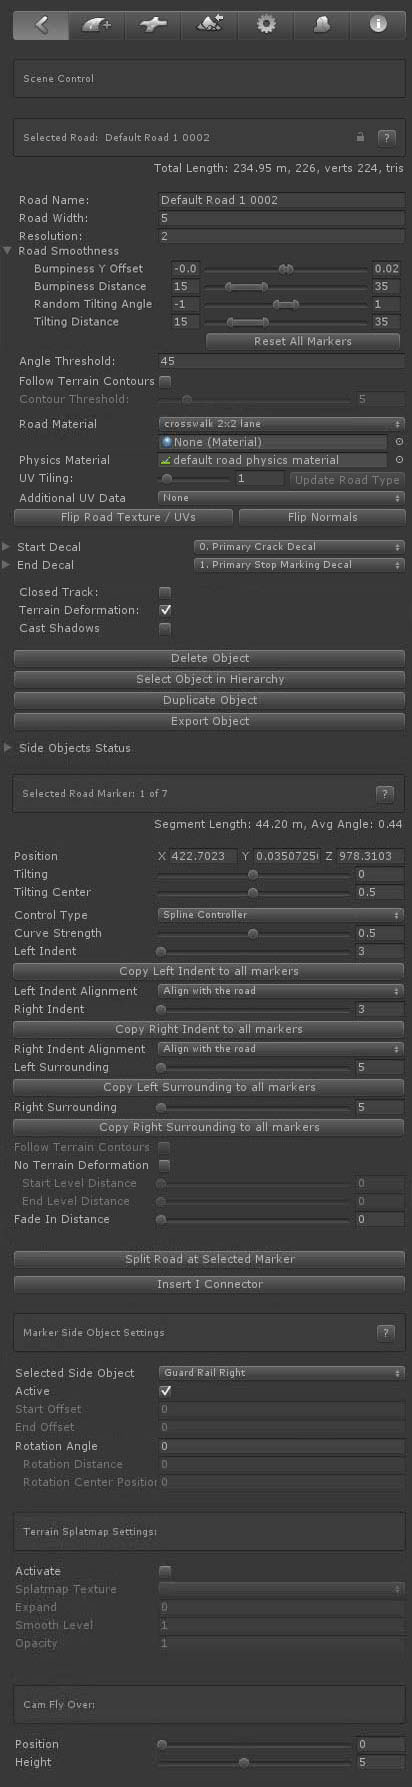 Scene Control
Selected Road: Default Road 1 0002 ?
Total Length: 234.95 m, 226, verts 224, tris
Road Name: Default Road 1 0002
Road Width: 5
Resolution: 2
Road Smoothness
Bumpiness Y Offset -0.0 0.02
Bumpiness Distance 15 35
Random Tilting Angle -1 1
Tilting Distance 15 35
Reset All Markers
Angle Threshold: 45
Follow Terrain Contours
Contour Threshold: 5
Road Material crosswalk 2x2 lane
None (Material)
Physics Material default road physics material
UV Tiling: 1 Update Road Type
Additional UV Data None
Flip Road Texture / UVs Flip Normals
Start Decal 0. Primary Crack Decal
End Decal 1. Primary Stop Marking Decal
Closed Track:
Terrain Deformation:
Cast Shadows
Delete Object
Select Object in Hierarchy
Duplicate Object
Export Object
Side Objects Status
Selected Road Marker: 1 of 7 ?
Segment Length: 44.20 m, Avg Angle: 0.44
Position X 422.7023 Y 0.0350725 Z 978.3103
Tilting 0
Tilting Center 0.5
Control Type Spline Controller
Curve Strength 0.5
Left Indent 3
Copy Left Indent to all markers
Left Indent Alignment Align with the road
Right Indent 3
Copy Right Indent to all markers
Right Indent Alignment Align with the road
Left Surrounding 5
Copy Left Surrounding to all markers
Right Surrounding 5
Copy Right Surrounding to all markers
Follow Terrain Contours
No Terrain Deformation
Start Level Distance 0
End Level Distance 0
Fade In Distance 0
Split Road at Selected Marker
Insert I Connector
Marker Side Object Settings ?
Selected Side Object Guard Rail Right
Active
Start Offset 0
End Offset 0
Rotation Angle 0
Rotation Distance 0
Rotation Center Position 0
Terrain Splatmap Settings:
Activate
Splatmap Texture
Expand 0
Smooth Level 1
Opacity 1
Cam Fly Over:
Position 0
Height 5